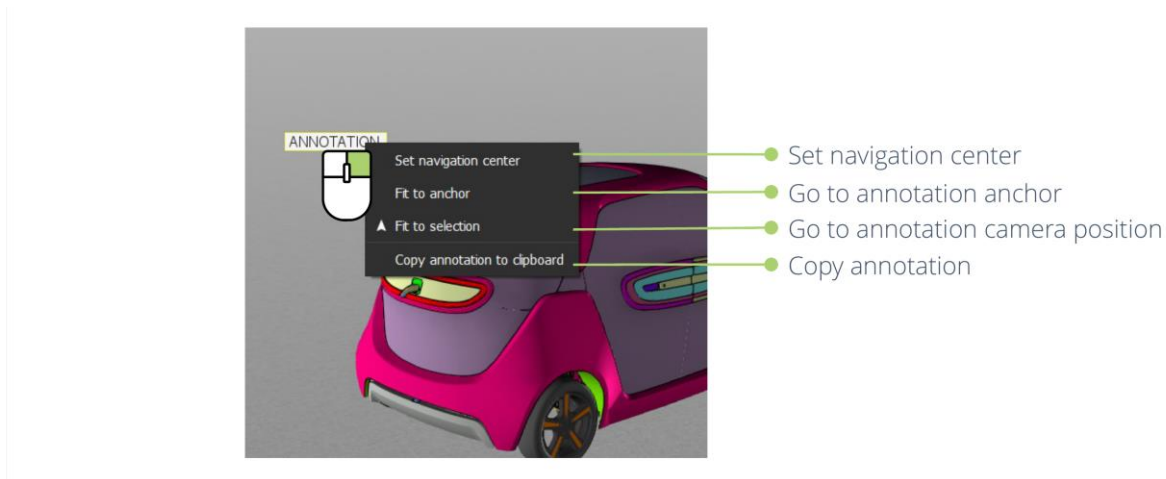 ANNOTATION
Set navigation center
Fit to anchor
Fit to selection
Copy annotation to clipboard
Set navigation center
Go to annotation anchor
Go to annotation camera position
Copy annotation